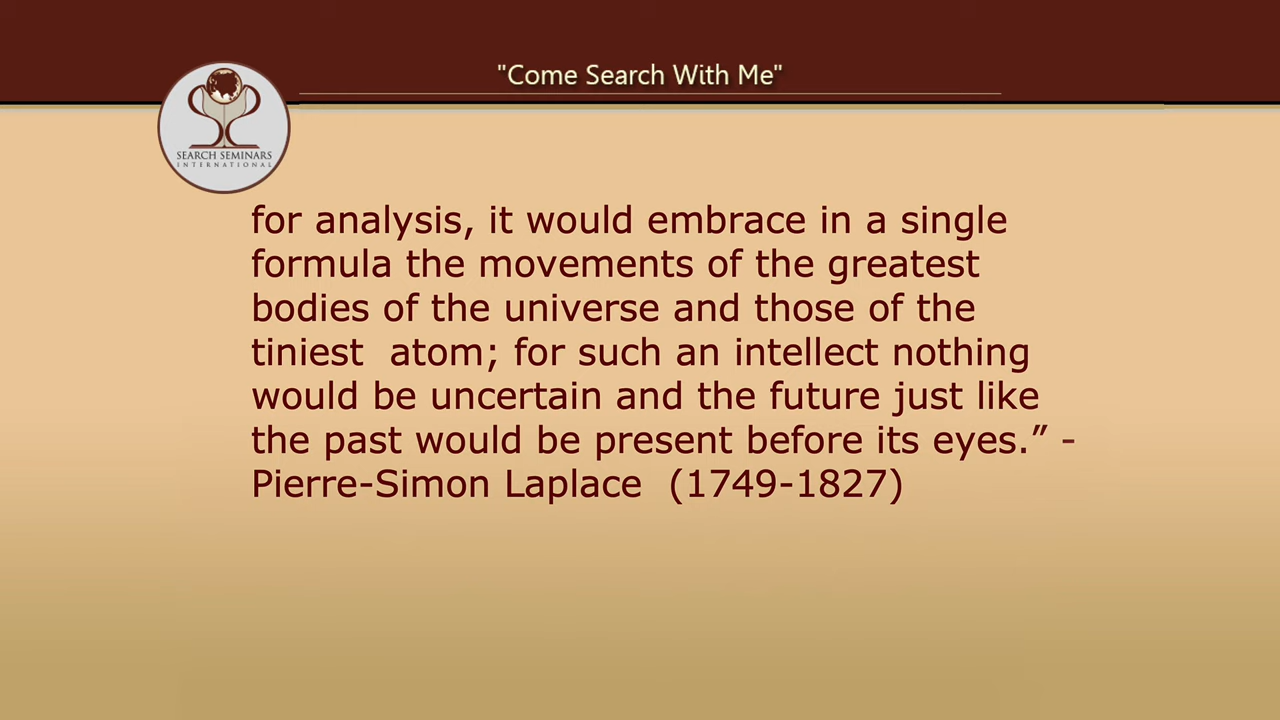 "Come Search With Me"
SEARCH SEMINARS
INTERNATIONAL
for analysis, it would embrace in a single
formula the movements of the greatest
bodies of the universe and those of the
tiniest  atom; for such an intellect nothing
would be uncertain and the future just like
the past would be present before its eyes.” -
Pierre-Simon Laplace  (1749-1827)